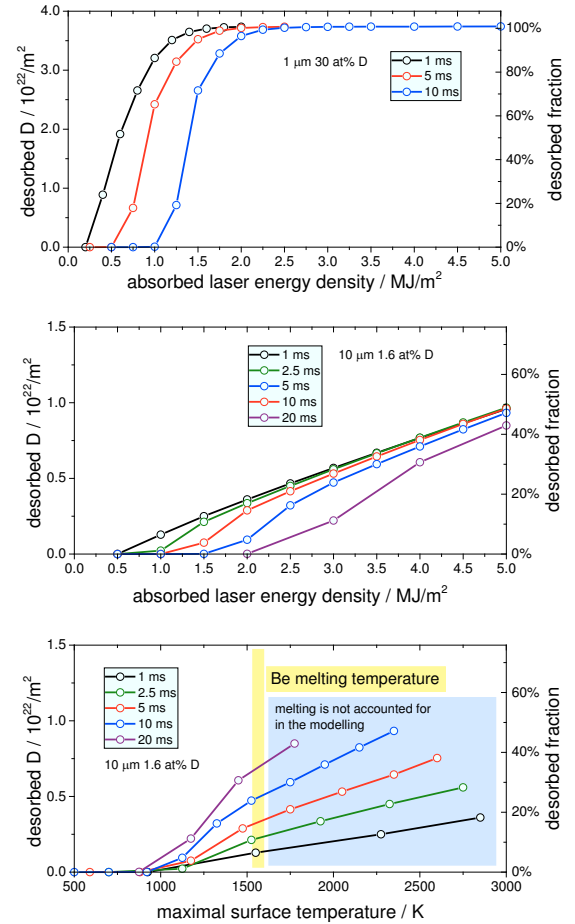 4.0
3.0
2.0
1.0
0.0
desorbed D / 10²²/m²
100%
80%
60%
40%
20%
0%
desorbed fraction
1 μm 30 at% D
1 ms
5 ms
10 ms
0.0 0.5 1.0 1.5 2.0 2.5 3.0 3.5 4.0 4.5 5.0
absorbed laser energy density / MJ/m²
1.5
1.0
0.5
0.0
desorbed D / 10²²/m²
60%
40%
20%
0%
desorbed fraction
1 ms
2.5 ms
5 ms
10 ms
20 ms
10 μm 1.6 at% D
0.0 0.5 1.0 1.5 2.0 2.5 3.0 3.5 4.0 4.5 5.0
absorbed laser energy density / MJ/m²
1.5
1.0
0.5
0.0
desorbed D / 10²²/m²
60%
40%
20%
0%
desorbed fraction
1 ms
2.5 ms
5 ms
10 ms
20 ms
10 μm 1.6 at% D
Be melting temperature
melting is not accounted for
in the modelling
500 1000 1500 2000 2500 3000
maximal surface temperature / K